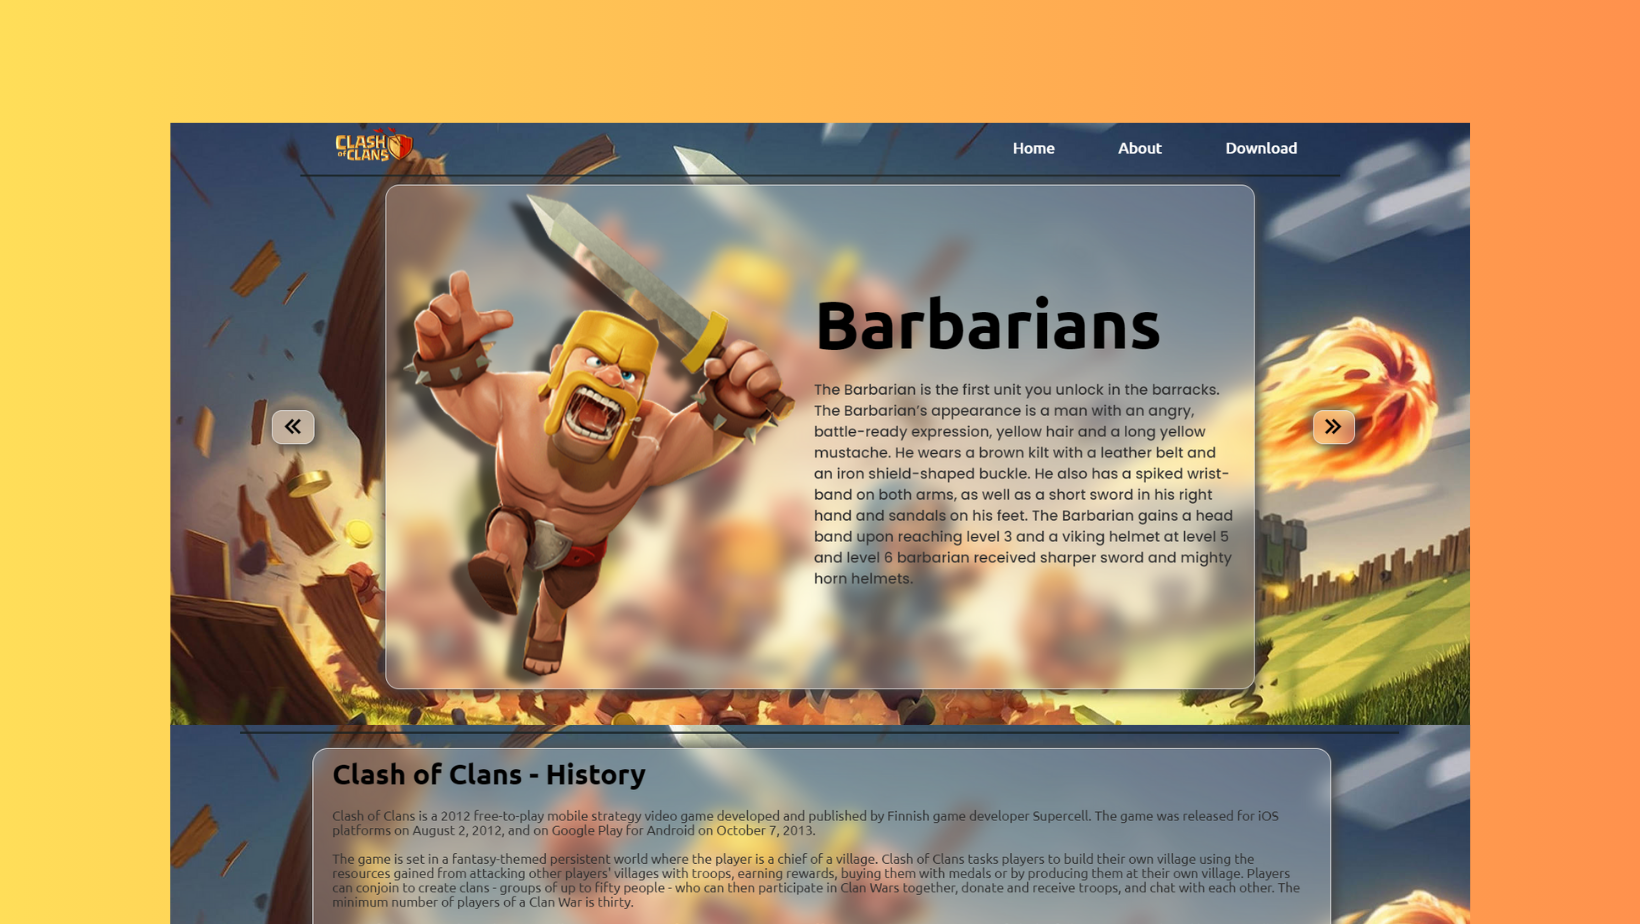 CLASH
OF CLANS
Home About Download
Barbarians
The Barbarian is the first unit you unlock in the barracks.
The Barbarian's appearance is a man with an angry,
battle-ready expression, yellow hair and a long yellow
mustache. He wears a brown kilt with a leather belt and
an iron shield-shaped buckle. He also has a spiked wrist-
band on both arms, as well as a short sword in his right
hand and sandals on his feet. The Barbarian gains a head
band upon reaching level 3 and a viking helmet at level 5
and level 6 barbarian received sharper sword and mighty
horn helmets.
Clash of Clans - History
Clash of Clans is a 2012 free-to-play mobile strategy video game developed and published by Finnish game developer Supercell. The game was released for iOS
platforms on August 2, 2012, and on Google Play for Android on October 7, 2013.
The game is set in a fantasy-themed persistent world where the player is a chief of a village. Clash of Clans tasks players to build their own village using the
resources gained from attacking other players' villages with troops, earning rewards, buying them with medals or by producing them at their own village. Players
can conjoin to create clans - groups of up to fifty people - who can then participate in Clan Wars together, donate and receive troops, and chat with each other. The
minimum number of players of a Clan War is thirty.